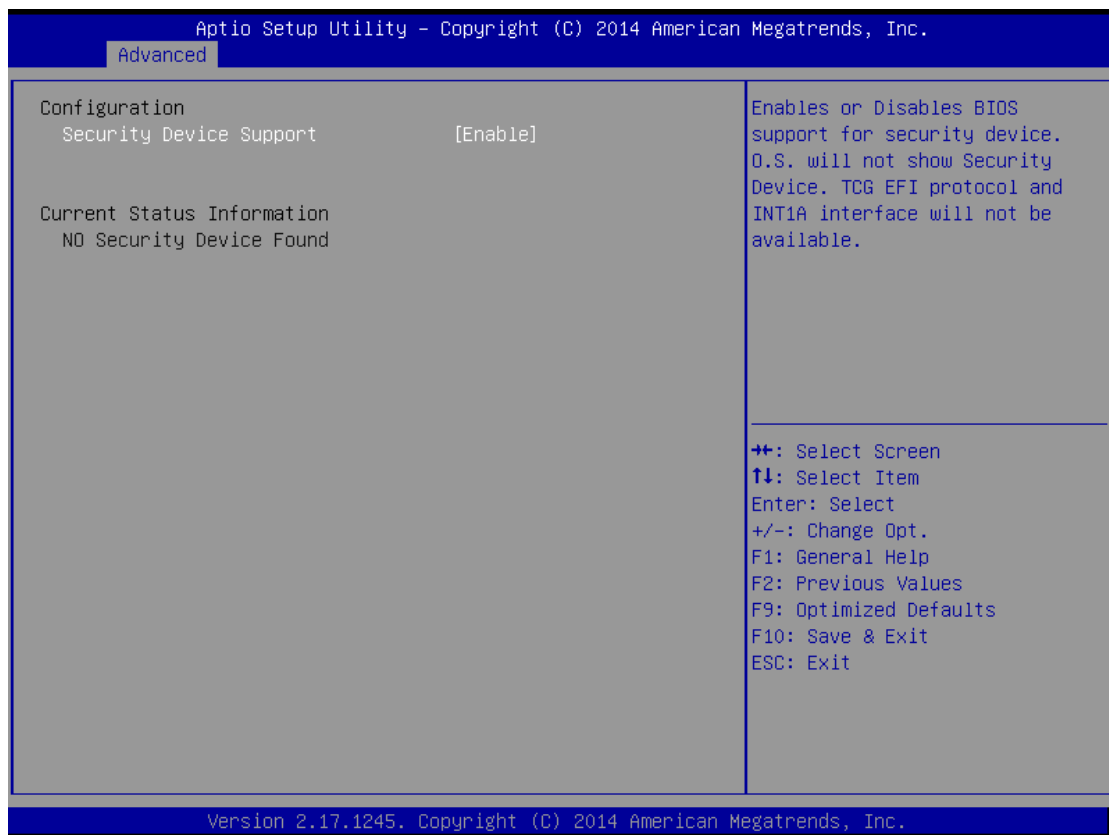 Aptio Setup Utility – Copyright (C) 2014 American Megatrends, Inc.
Advanced
Configuration
Security Device Support [Enable]
Current Status Information
NO Security Device Found
Enables or Disables BIOS
support for security device.
O.S. will not show Security
Device. TCG EFI protocol and
INT1A interface will not be
available.
→←: Select Screen
↑↓: Select Item
Enter: Select
+/-: Change Opt.
F1: General Help
F2: Previous Values
F9: Optimized Defaults
F10: Save & Exit
ESC: Exit
Version 2.17.1245. Copyright (C) 2014 American Megatrends, Inc.